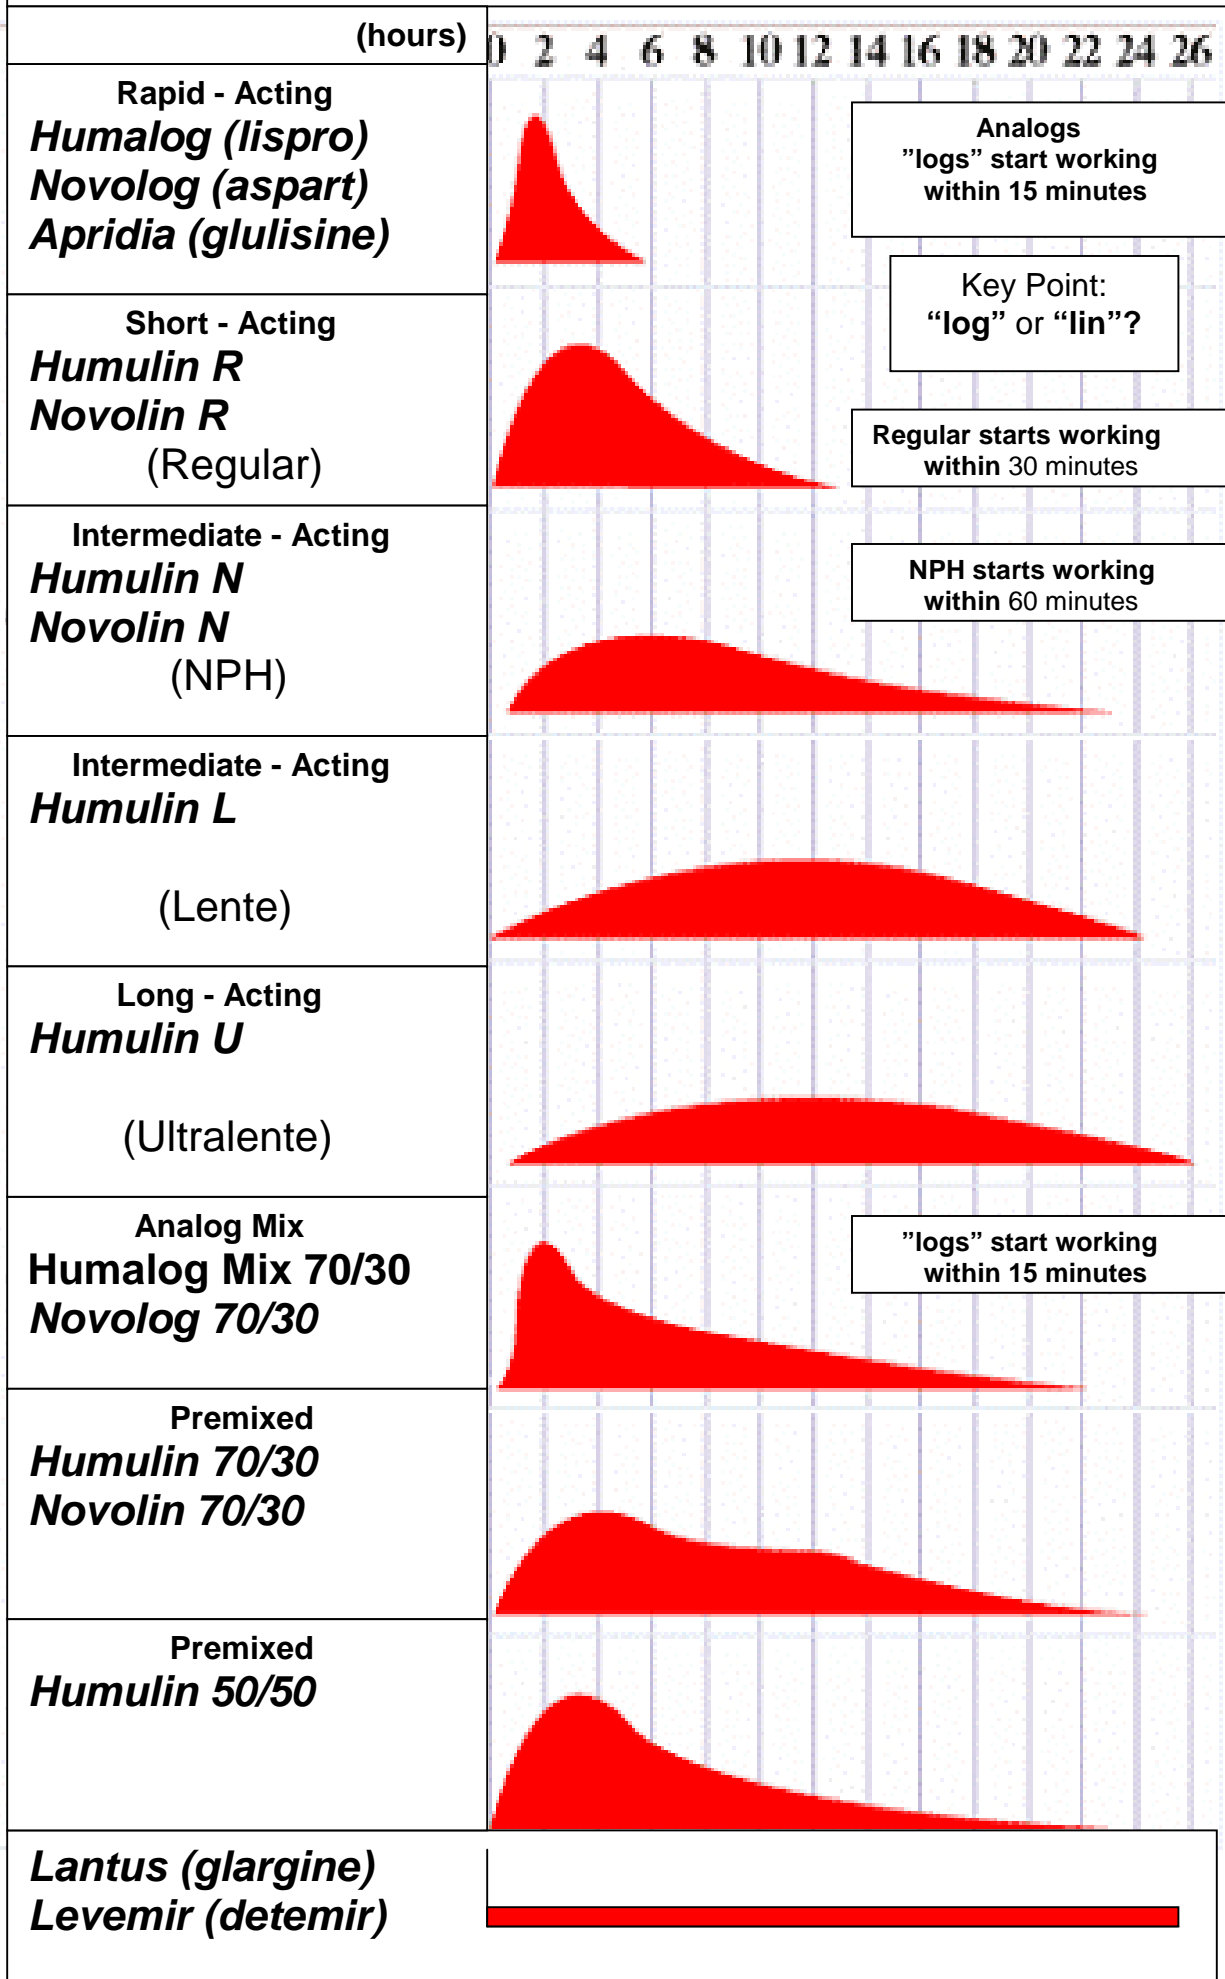 (hours) 0 2 4 6 8 10 12 14 16 18 20 22 24 26
Rapid - Acting
Humalog (lispro)
Novolog (aspart)
Apridia (glulisine)
Analogs
”logs” start working
within 15 minutes
Key Point:
“log” or “lin”?
Short - Acting
Humulin R
Novolin R
(Regular)
Regular starts working
within 30 minutes
Intermediate - Acting
Humulin N
Novolin N
(NPH)
NPH starts working
within 60 minutes
Intermediate - Acting
Humulin L
(Lente)
Long - Acting
Humulin U
(Ultralente)
Analog Mix
Humalog Mix 70/30
Novolog 70/30
”logs” start working
within 15 minutes
Premixed
Humulin 70/30
Novolin 70/30
Premixed
Humulin 50/50
Lantus (glargine)
Levemir (detemir)